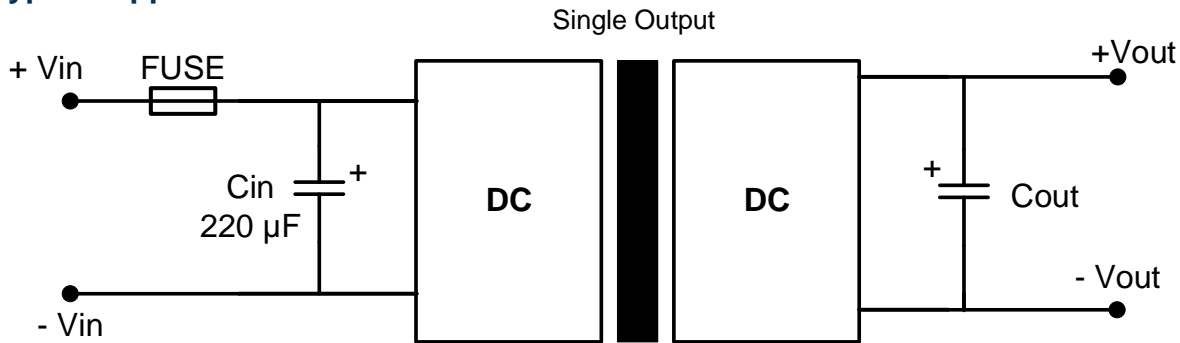 Single Output
+ Vin
FUSE
+Vout
Cin
220 µF
+
DC
DC
+
Cout
- Vin
- Vout